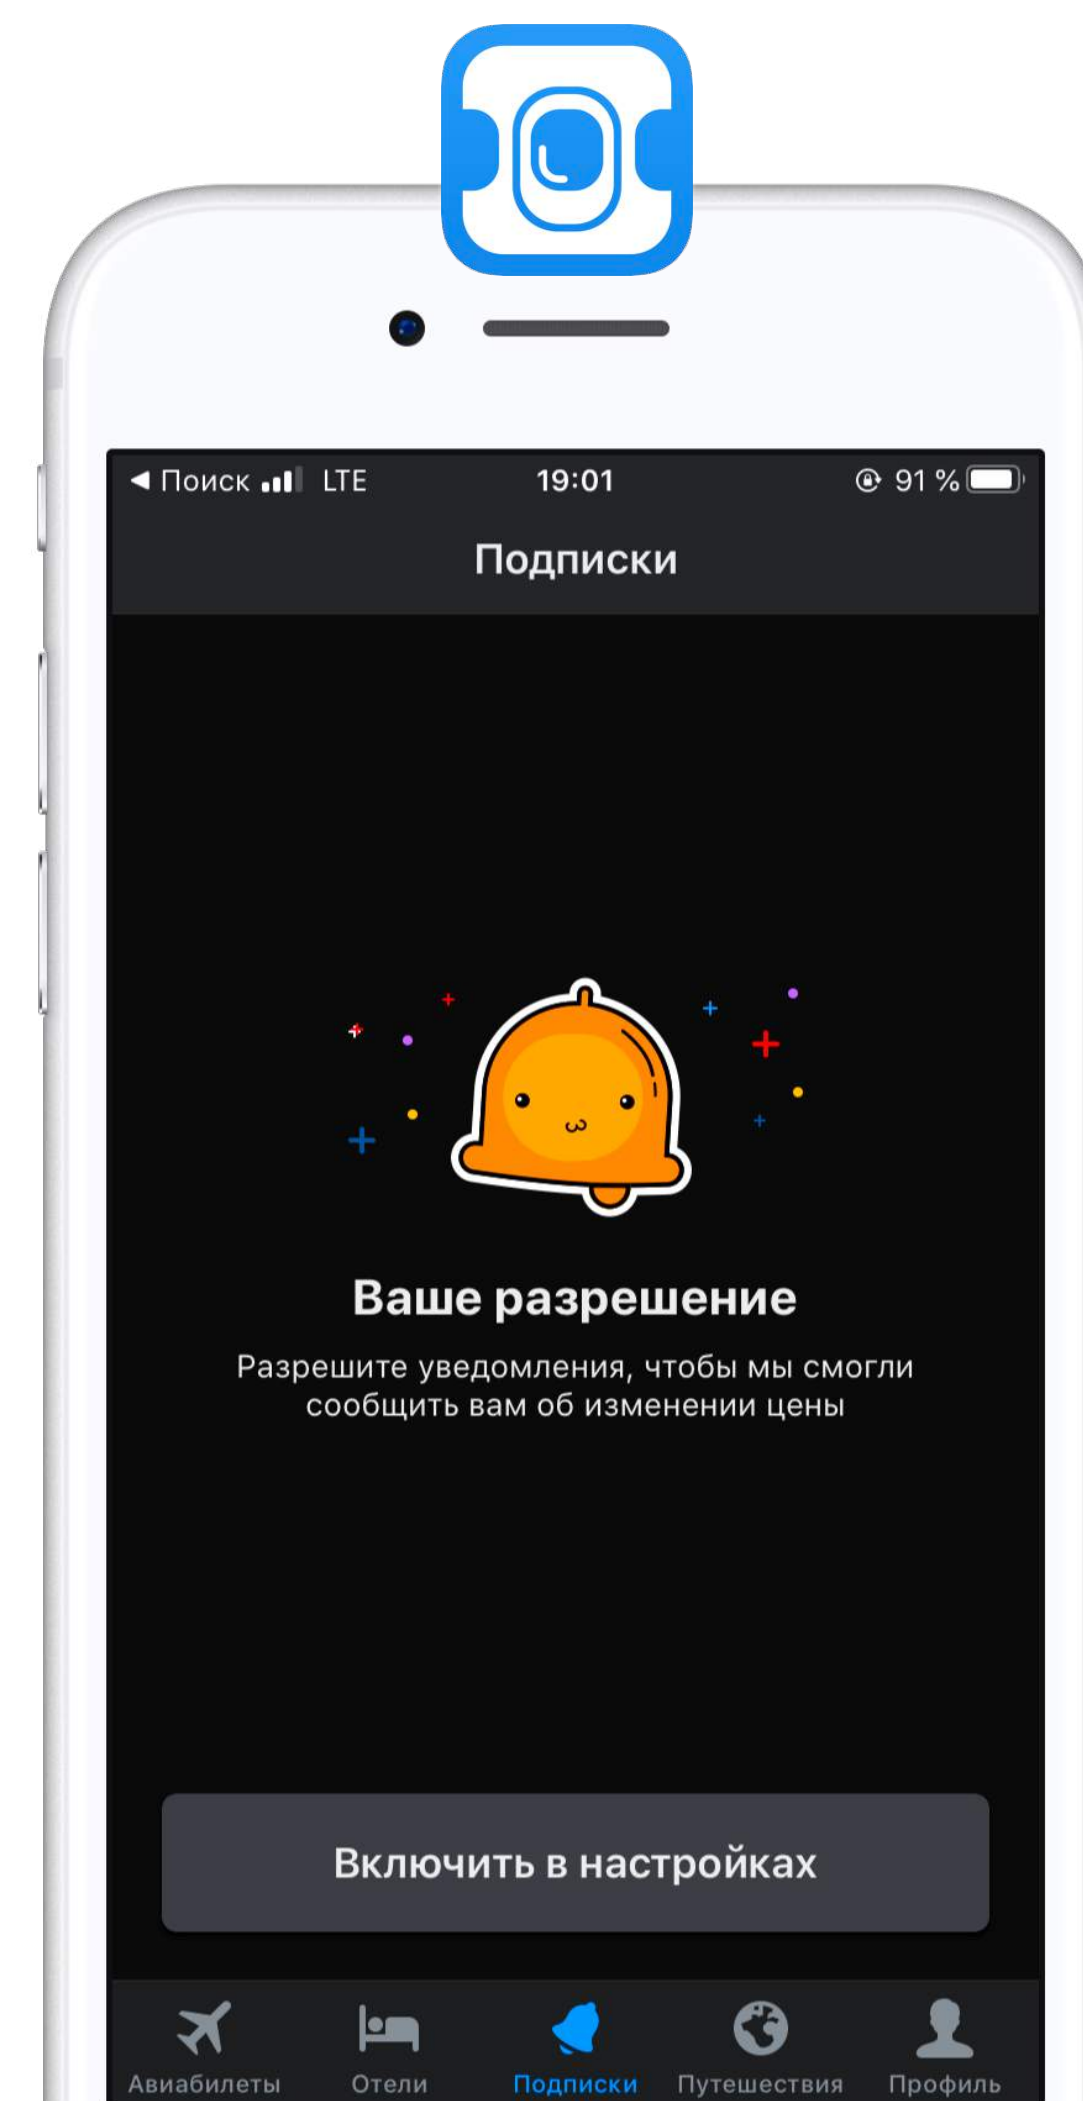 Поиск LTE 19:01 91 %
Подписки
Ваше разрешение
Разрешите уведомления, чтобы мы смогли
сообщить вам об изменении цены
Включить в настройках
Авиабилеты Отели Подписки Путешествия Профиль